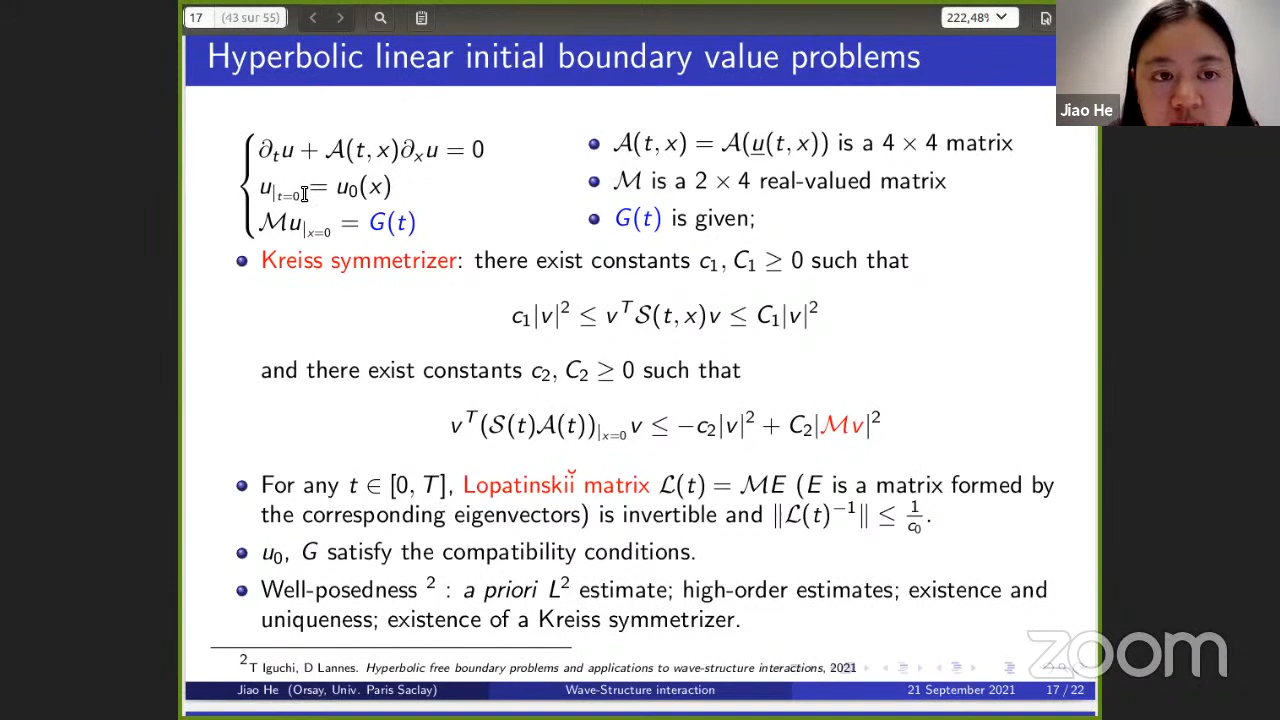 17 (43 sur 55) 222,48%
Hyperbolic linear initial boundary value problems
Jiao He
∂ₜu + 𝒜(t, x)∂ₓu = 0
u|ₜ₌₀ = u₀(x)
ℳu|ₓ₌₀ = G(t)
• 𝒜(t, x) = 𝒜(u̲(t, x)) is a 4 × 4 matrix
• ℳ is a 2 × 4 real-valued matrix
• G(t) is given;
• Kreiss symmetrizer: there exist constants c₁, C₁ ≥ 0 such that
c₁|v|² ≤ vᵀ𝒮(t, x)v ≤ C₁|v|²
and there exist constants c₂, C₂ ≥ 0 such that
vᵀ(𝒮(t)𝒜(t))|ₓ₌₀v ≤ −c₂|v|² + C₂|ℳv|²
• For any t ∈ [0, T], Lopatinskiĭ matrix ℒ(t) = ℳE (E is a matrix formed by
the corresponding eigenvectors) is invertible and ‖ℒ(t)⁻¹‖ ≤ 1/c₀.
• u₀, G satisfy the compatibility conditions.
• Well-posedness ² : a priori L² estimate; high-order estimates; existence and
uniqueness; existence of a Kreiss symmetrizer.
²T Iguchi, D Lannes. Hyperbolic free boundary problems and applications to wave-structure interactions, 2021
Jiao He (Orsay, Univ. Paris Saclay) Wave-Structure interaction 21 September 2021 17 / 22
zoom